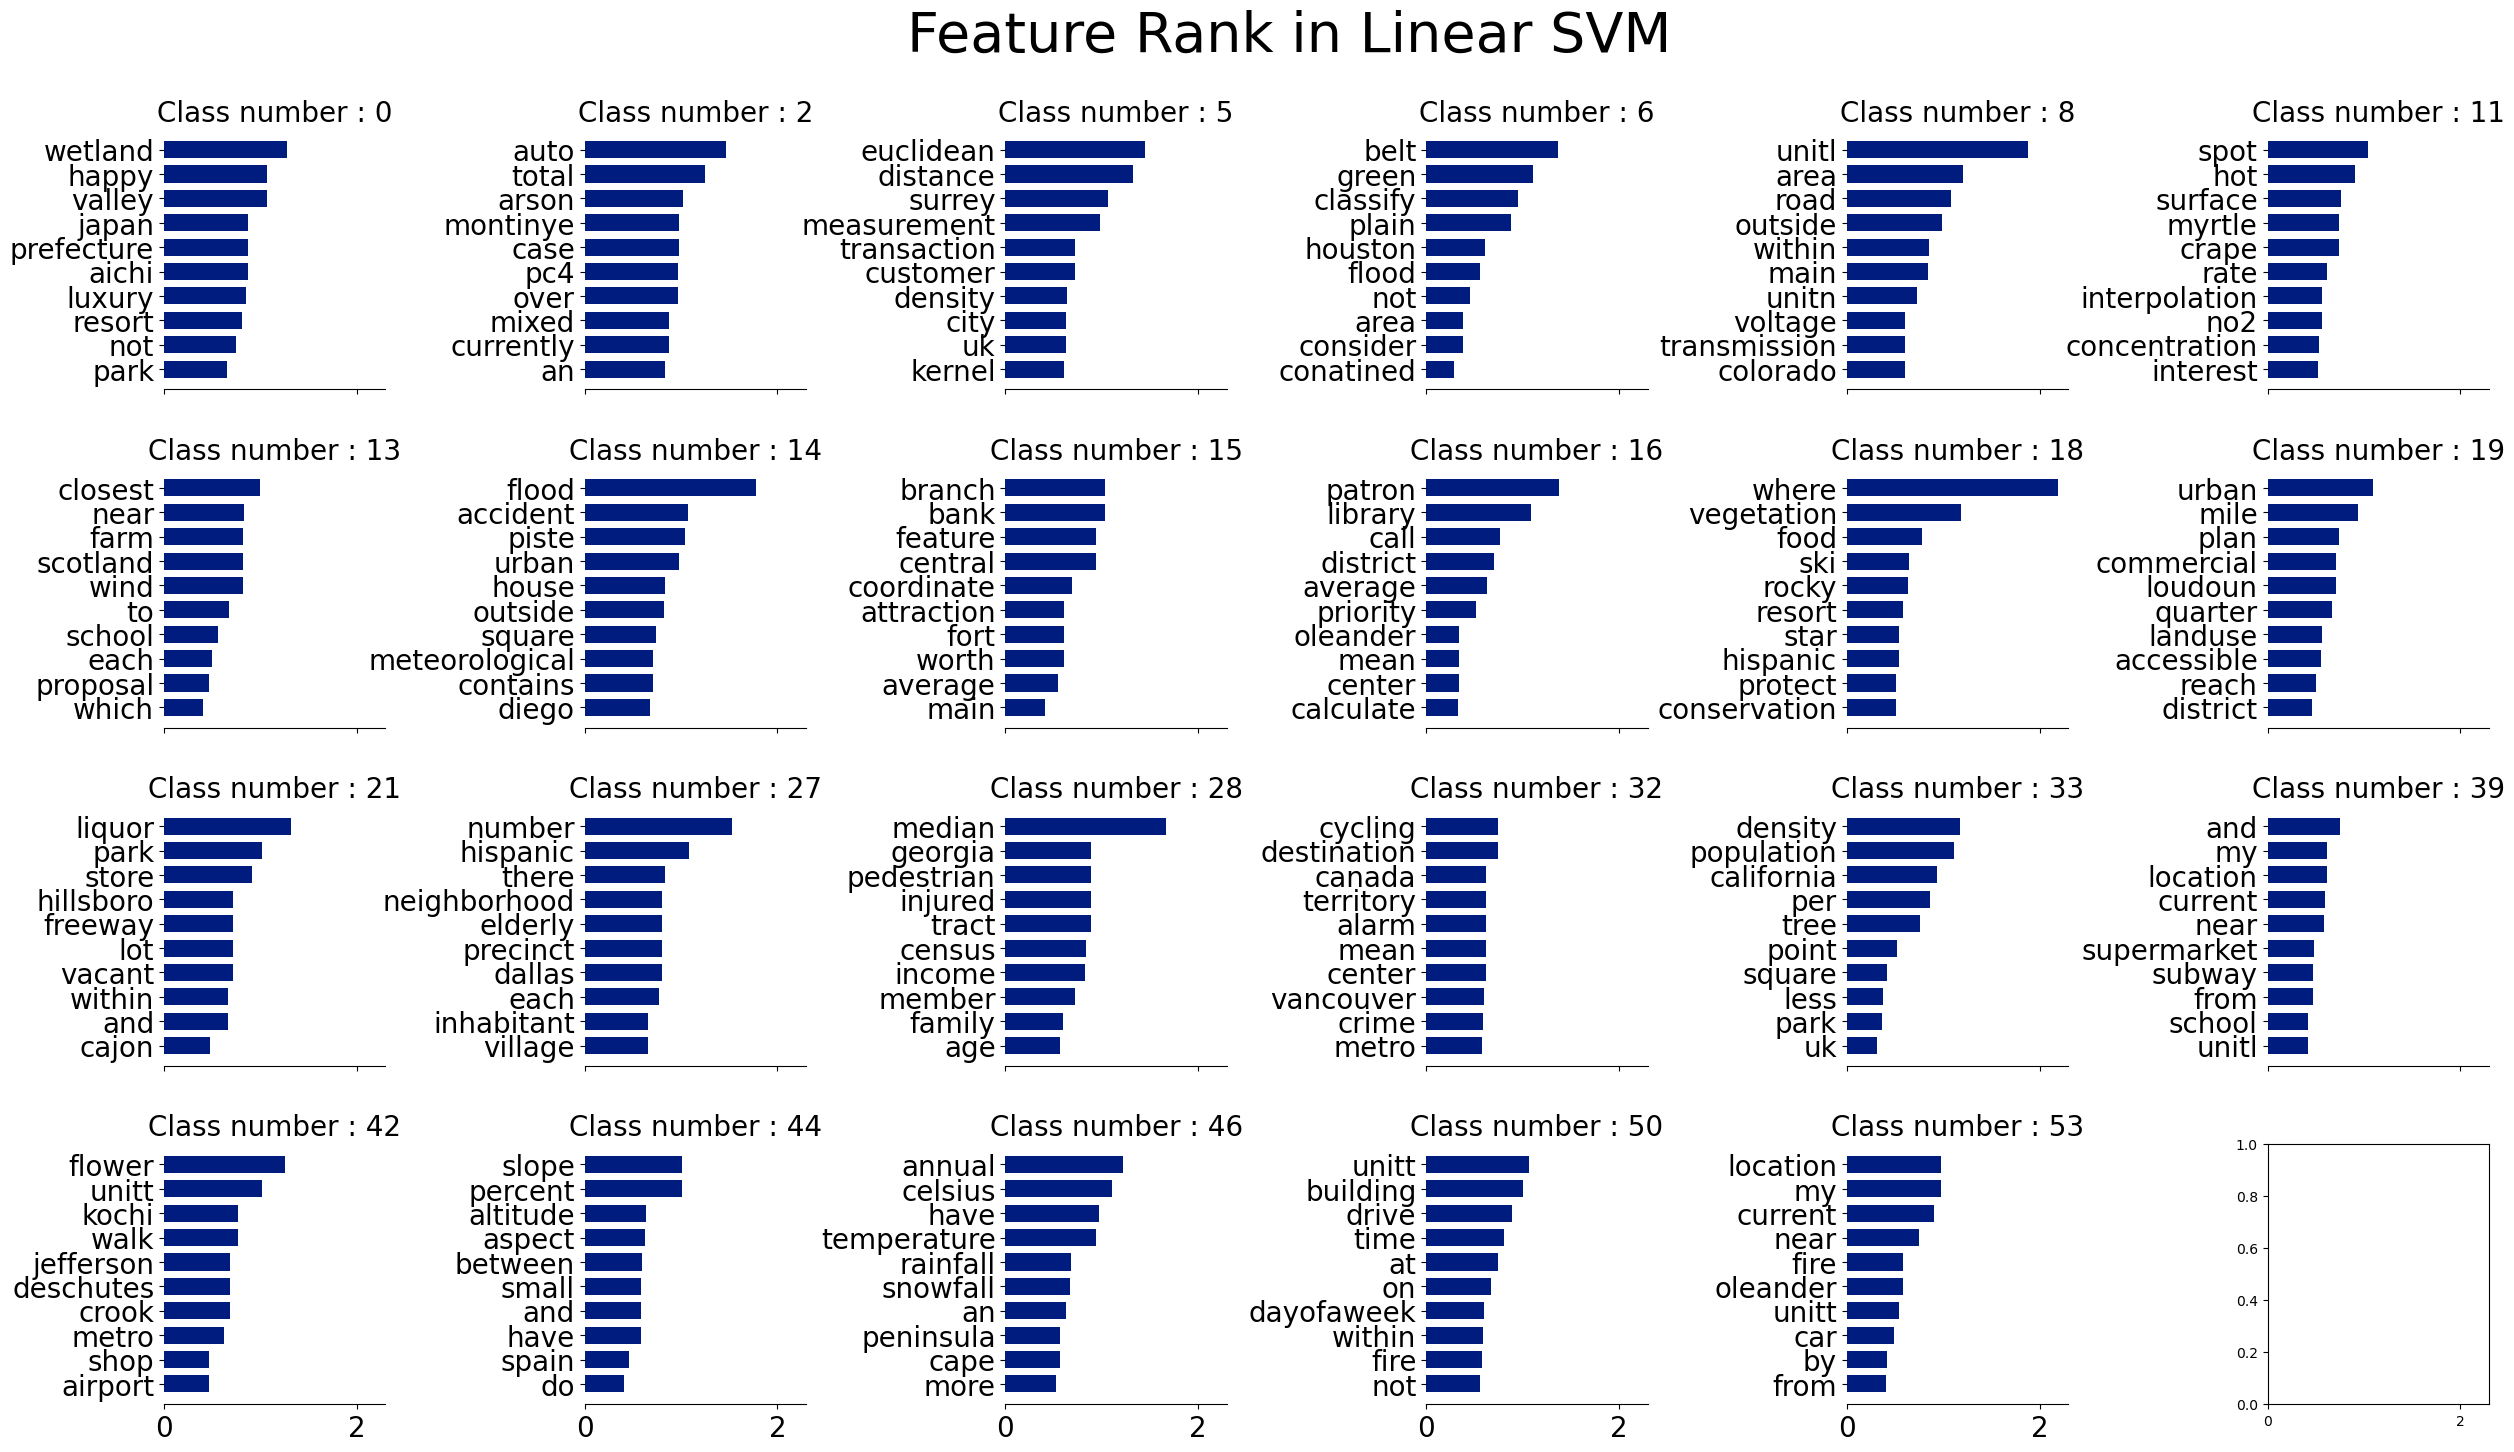 Feature Rank in Linear SVM
Class number : 0
wetland
happy
valley
japan
prefecture
aichi
luxury
resort
not
park
Class number : 2
auto
total
arson
montinye
case
pc4
over
mixed
currently
an
Class number : 5
euclidean
distance
surrey
measurement
transaction
customer
density
city
uk
kernel
Class number : 6
belt
green
classify
plain
houston
flood
not
area
consider
conatined
Class number : 8
unitl
area
road
outside
within
main
unitn
voltage
transmission
colorado
Class number : 11
spot
hot
surface
myrtle
crape
rate
interpolation
no2
concentration
interest
Class number : 13
closest
near
farm
scotland
wind
to
school
each
proposal
which
Class number : 14
flood
accident
piste
urban
house
outside
square
meteorological
contains
diego
Class number : 15
branch
bank
feature
central
coordinate
attraction
fort
worth
average
main
Class number : 16
patron
library
call
district
average
priority
oleander
mean
center
calculate
Class number : 18
where
vegetation
food
ski
rocky
resort
star
hispanic
protect
conservation
Class number : 19
urban
mile
plan
commercial
loudoun
quarter
landuse
accessible
reach
district
Class number : 21
liquor
park
store
hillsboro
freeway
lot
vacant
within
and
cajon
Class number : 27
number
hispanic
there
neighborhood
elderly
precinct
dallas
each
inhabitant
village
Class number : 28
median
georgia
pedestrian
injured
tract
census
income
member
family
age
Class number : 32
cycling
destination
canada
territory
alarm
mean
center
vancouver
crime
metro
Class number : 33
density
population
california
per
tree
point
square
less
park
uk
Class number : 39
and
my
location
current
near
supermarket
subway
from
school
unitl
Class number : 42
flower
unitt
kochi
walk
jefferson
deschutes
crook
metro
shop
airport
0 2
Class number : 44
slope
percent
altitude
aspect
between
small
and
have
spain
do
0 2
Class number : 46
annual
celsius
have
temperature
rainfall
snowfall
an
peninsula
cape
more
0 2
Class number : 50
unitt
building
drive
time
at
on
dayofaweek
within
fire
not
0 2
Class number : 53
location
my
current
near
fire
oleander
unitt
car
by
from
0 2
1.0
0.8
0.6
0.4
0.2
0.0
0 2